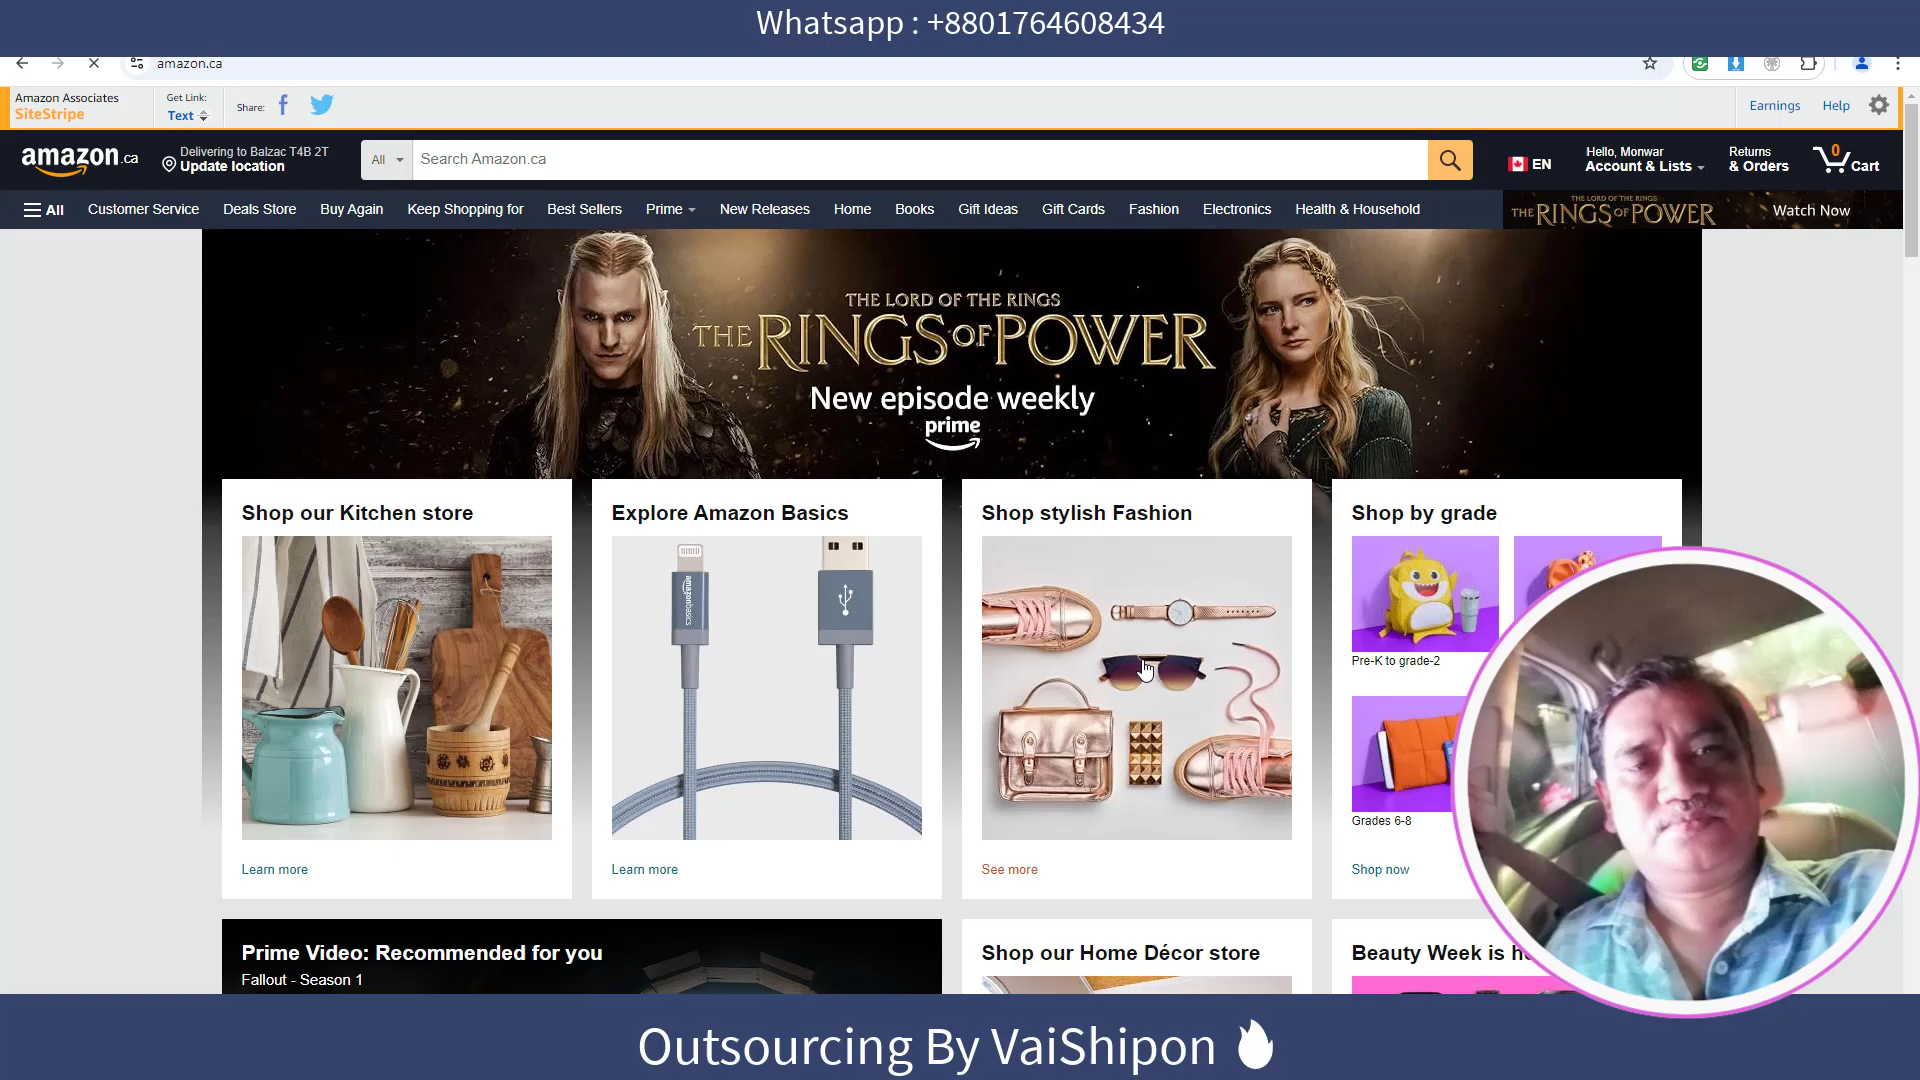 Whatsapp : +8801764608434
amazon.ca
Amazon Associates
SiteStripe
Get Link:
Text
Share:
Earnings
Help
amazon.ca
Delivering to Balzac T4B 2T
Update location
All
Search Amazon.ca
EN
Hello, Monwar
Account & Lists
Returns
& Orders
0
Cart
All
Customer Service
Deals Store
Buy Again
Keep Shopping for
Best Sellers
Prime
New Releases
Home
Books
Gift Ideas
Gift Cards
Fashion
Electronics
Health & Household
THE LORD OF THE RINGS
THE RINGS OF POWER
Watch Now
THE LORD OF THE RINGS
THE RINGS OF POWER
New episode weekly
prime
Shop our Kitchen store
Explore Amazon Basics
Shop stylish Fashion
Shop by grade
amazonbasics
Pre-K to grade-2
Grades 6-8
Learn more
Learn more
See more
Shop now
Prime Video: Recommended for you
Fallout - Season 1
Shop our Home Décor store
Beauty Week is
Outsourcing By VaiShipon